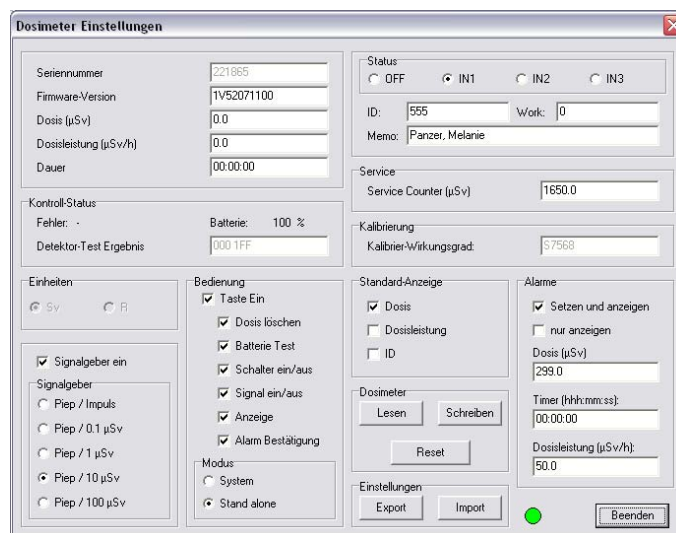 Dosimeter Einstellungen
Seriennummer 221865
Firmware-Version 1V52071100
Dosis (µSv) 0.0
Dosisleistung (µSv/h) 0.0
Dauer 00:00:00
Status
OFF IN1 IN2 IN3
ID: 555 Work: 0
Memo: Panzer, Melanie
Service
Service Counter (µSv) 1650.0
Kontroll-Status
Fehler: - Batterie: 100 %
Detektor-Test Ergebnis 000 1FF
Kalibrierung
Kalibrier-Wirkungsgrad: S7568
Einheiten
Sv R
Signalgeber ein
Signalgeber
Piep / Impuls
Piep / 0.1 µSv
Piep / 1 µSv
Piep / 10 µSv
Piep / 100 µSv
Bedienung
Taste Ein
Dosis löschen
Batterie Test
Schalter ein/aus
Signal ein/aus
Anzeige
Alarm Bestätigung
Modus
System
Stand alone
Standard-Anzeige
Dosis
Dosisleistung
ID
Dosimeter
Lesen Schreiben
Reset
Einstellungen
Export Import
Alarme
Setzen und anzeigen
nur anzeigen
Dosis (µSv)
299.0
Timer (hhh:mm:ss):
00:00:00
Dosisleistung (µSv/h):
50.0
Beenden